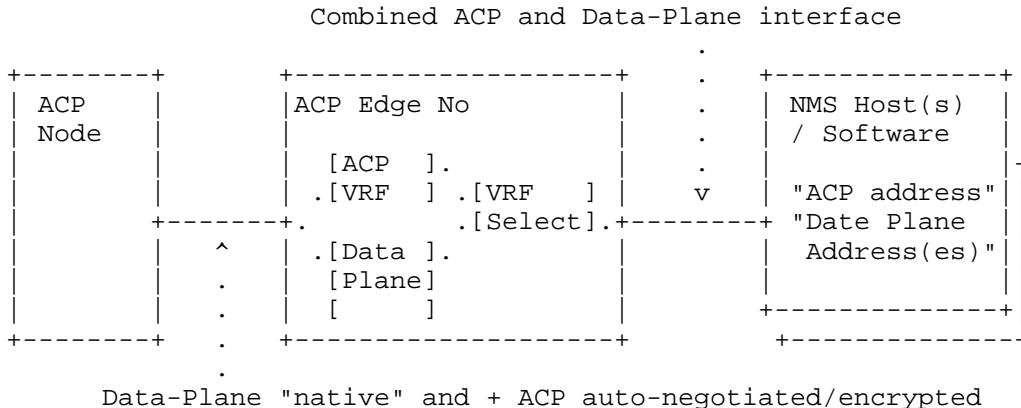 Combined ACP and Data-Plane interface
ACP ACP Edge No NMS Host(s)
Node / Software
[ACP ].
.[VRF ] .[VRF ] v "ACP address"
.[Select]. "Date Plane
^ .[Data ]. Address(es)"
[Plane]
[ ]
Data-Plane "native" and + ACP auto-negotiated/encrypted